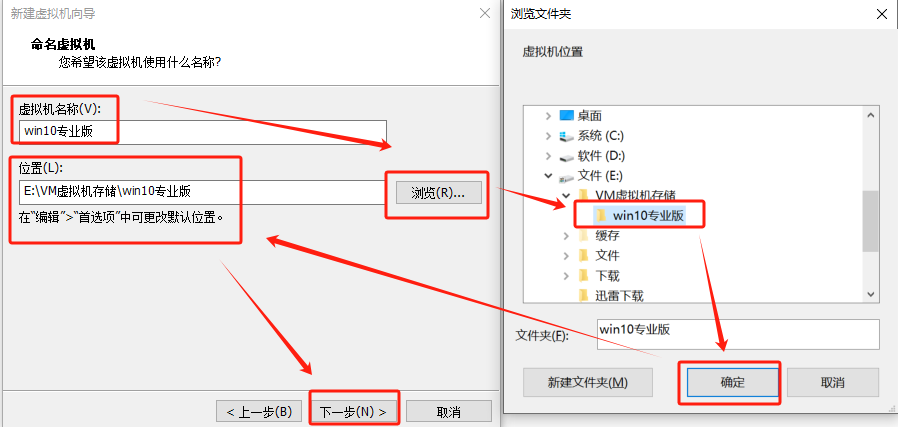 新建虚拟机向导
命名虚拟机
您希望该虚拟机使用什么名称?
虚拟机名称(V):
win10专业版
位置(L):
E:\VM虚拟机存储\win10专业版
浏览(R)...
在“编辑”>“首选项”中可更改默认位置。
< 上一步(B)
下一步(N) >
取消
浏览文件夹
虚拟机位置
桌面
系统 (C:)
软件 (D:)
文件 (E:)
VM虚拟机存储
win10专业版
缓存
文件
下载
迅雷下载
文件夹(F):
win10专业版
新建文件夹(M)
确定
取消